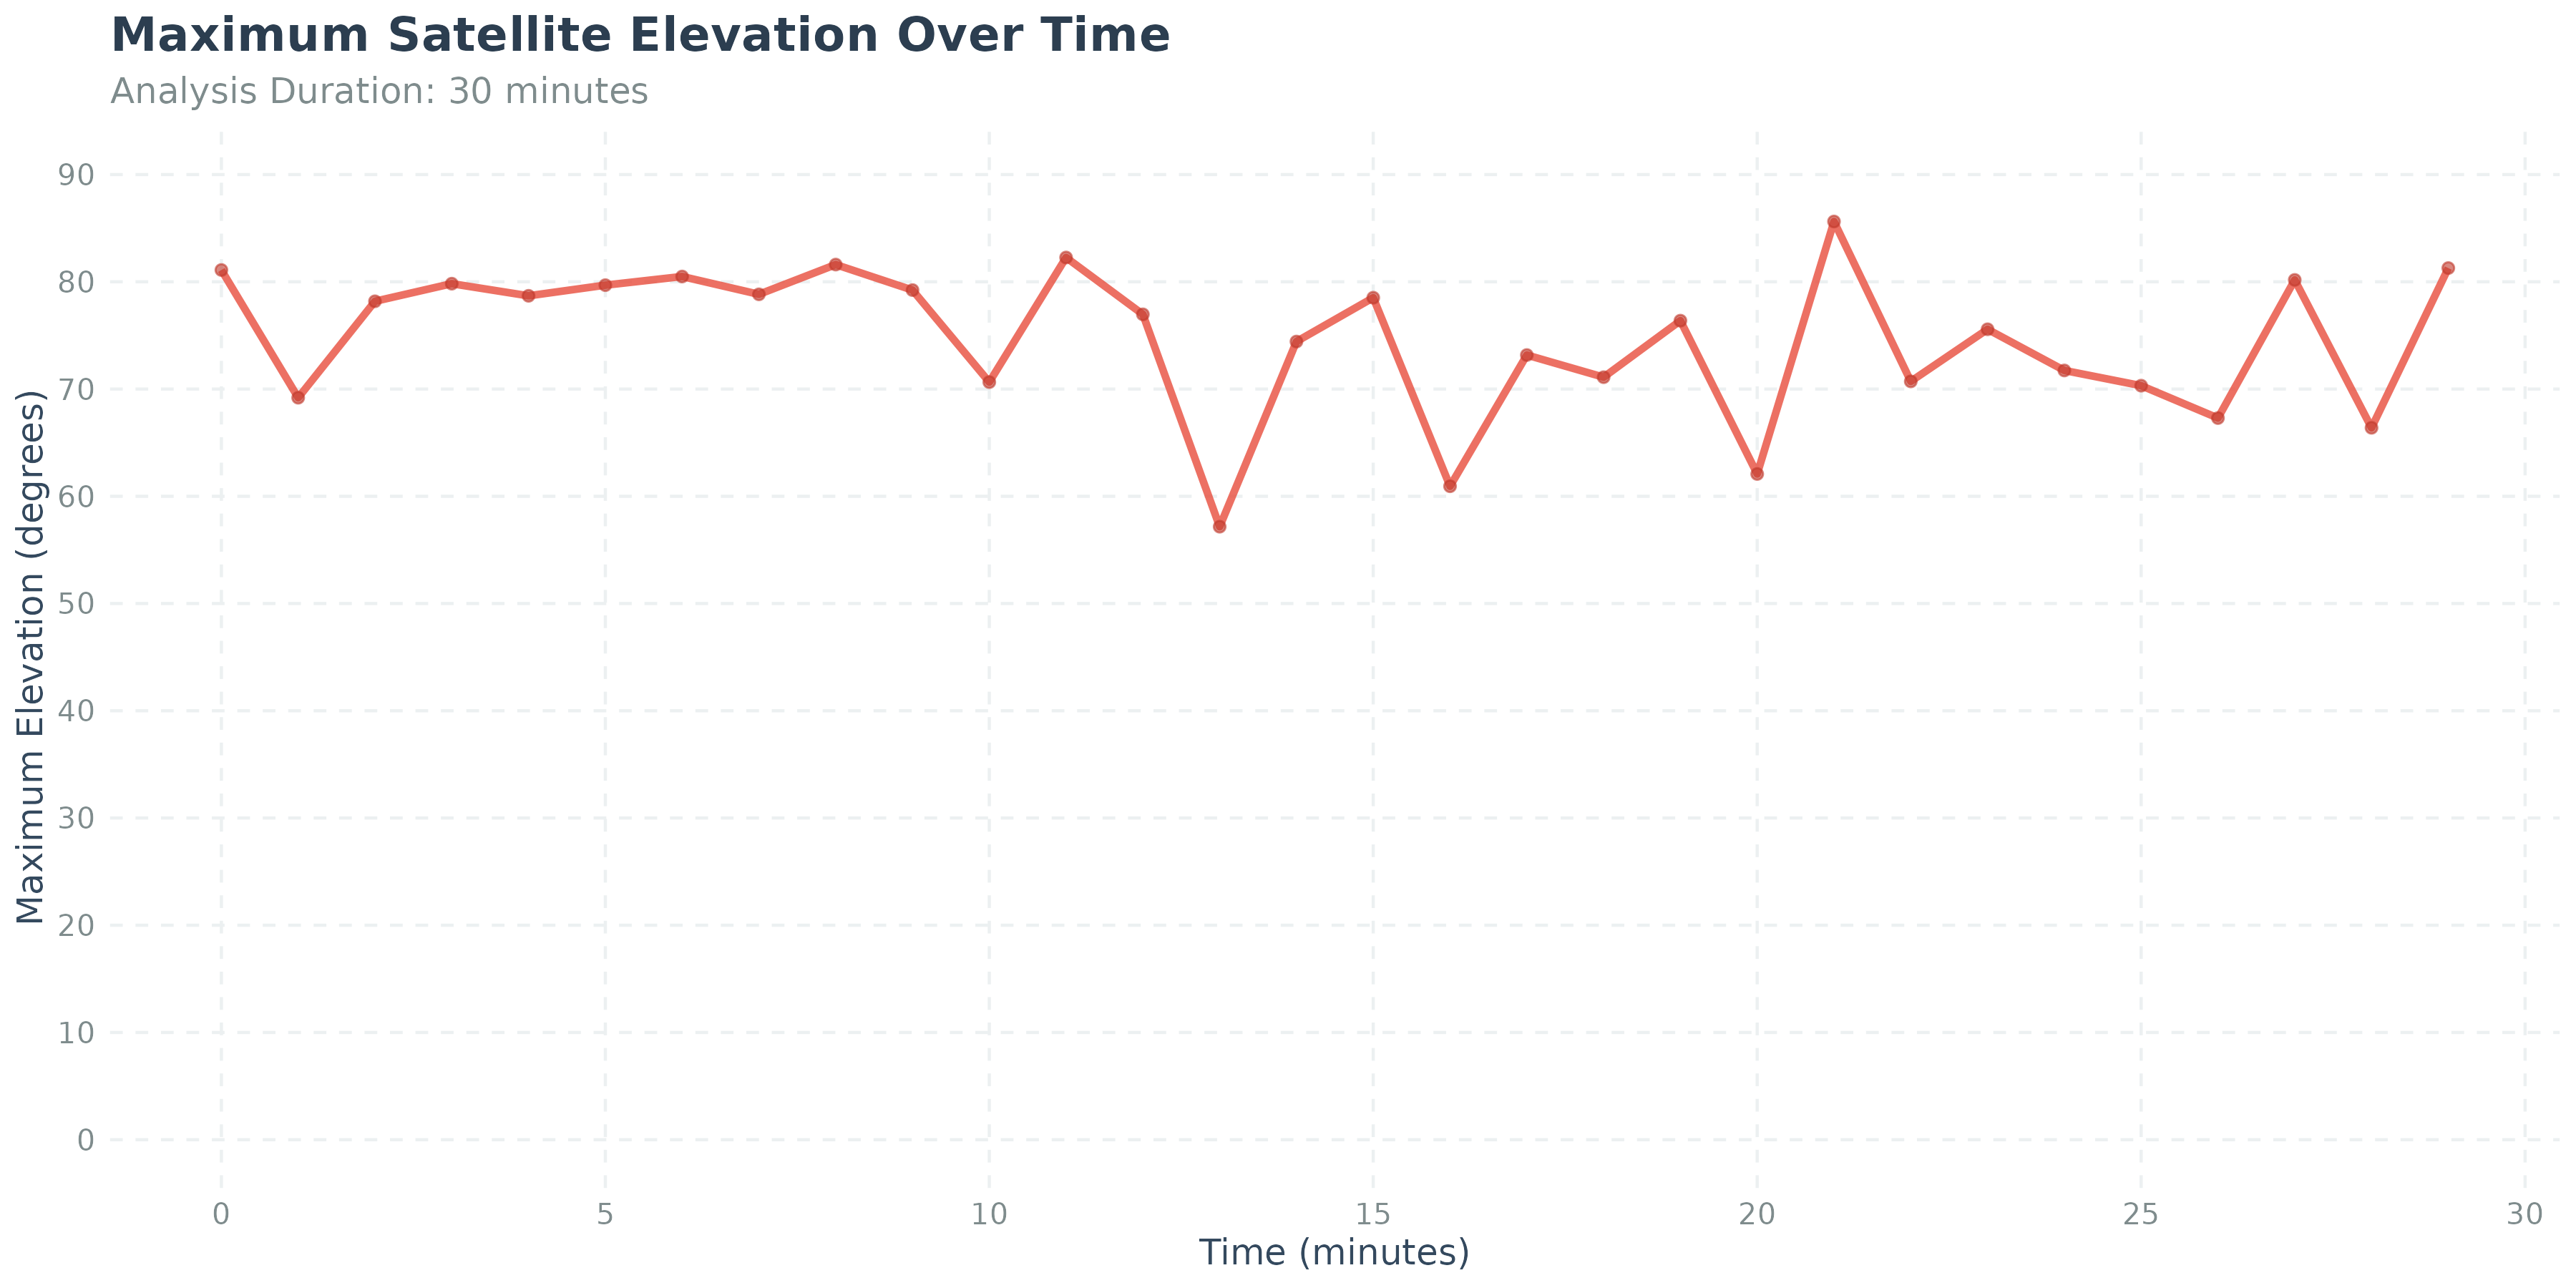 Maximum Satellite Elevation Over Time
Analysis Duration: 30 minutes
Maximum Elevation (degrees)
90
80
70
60
50
40
30
20
10
0
0 5 10 15 20 25 30
Time (minutes)